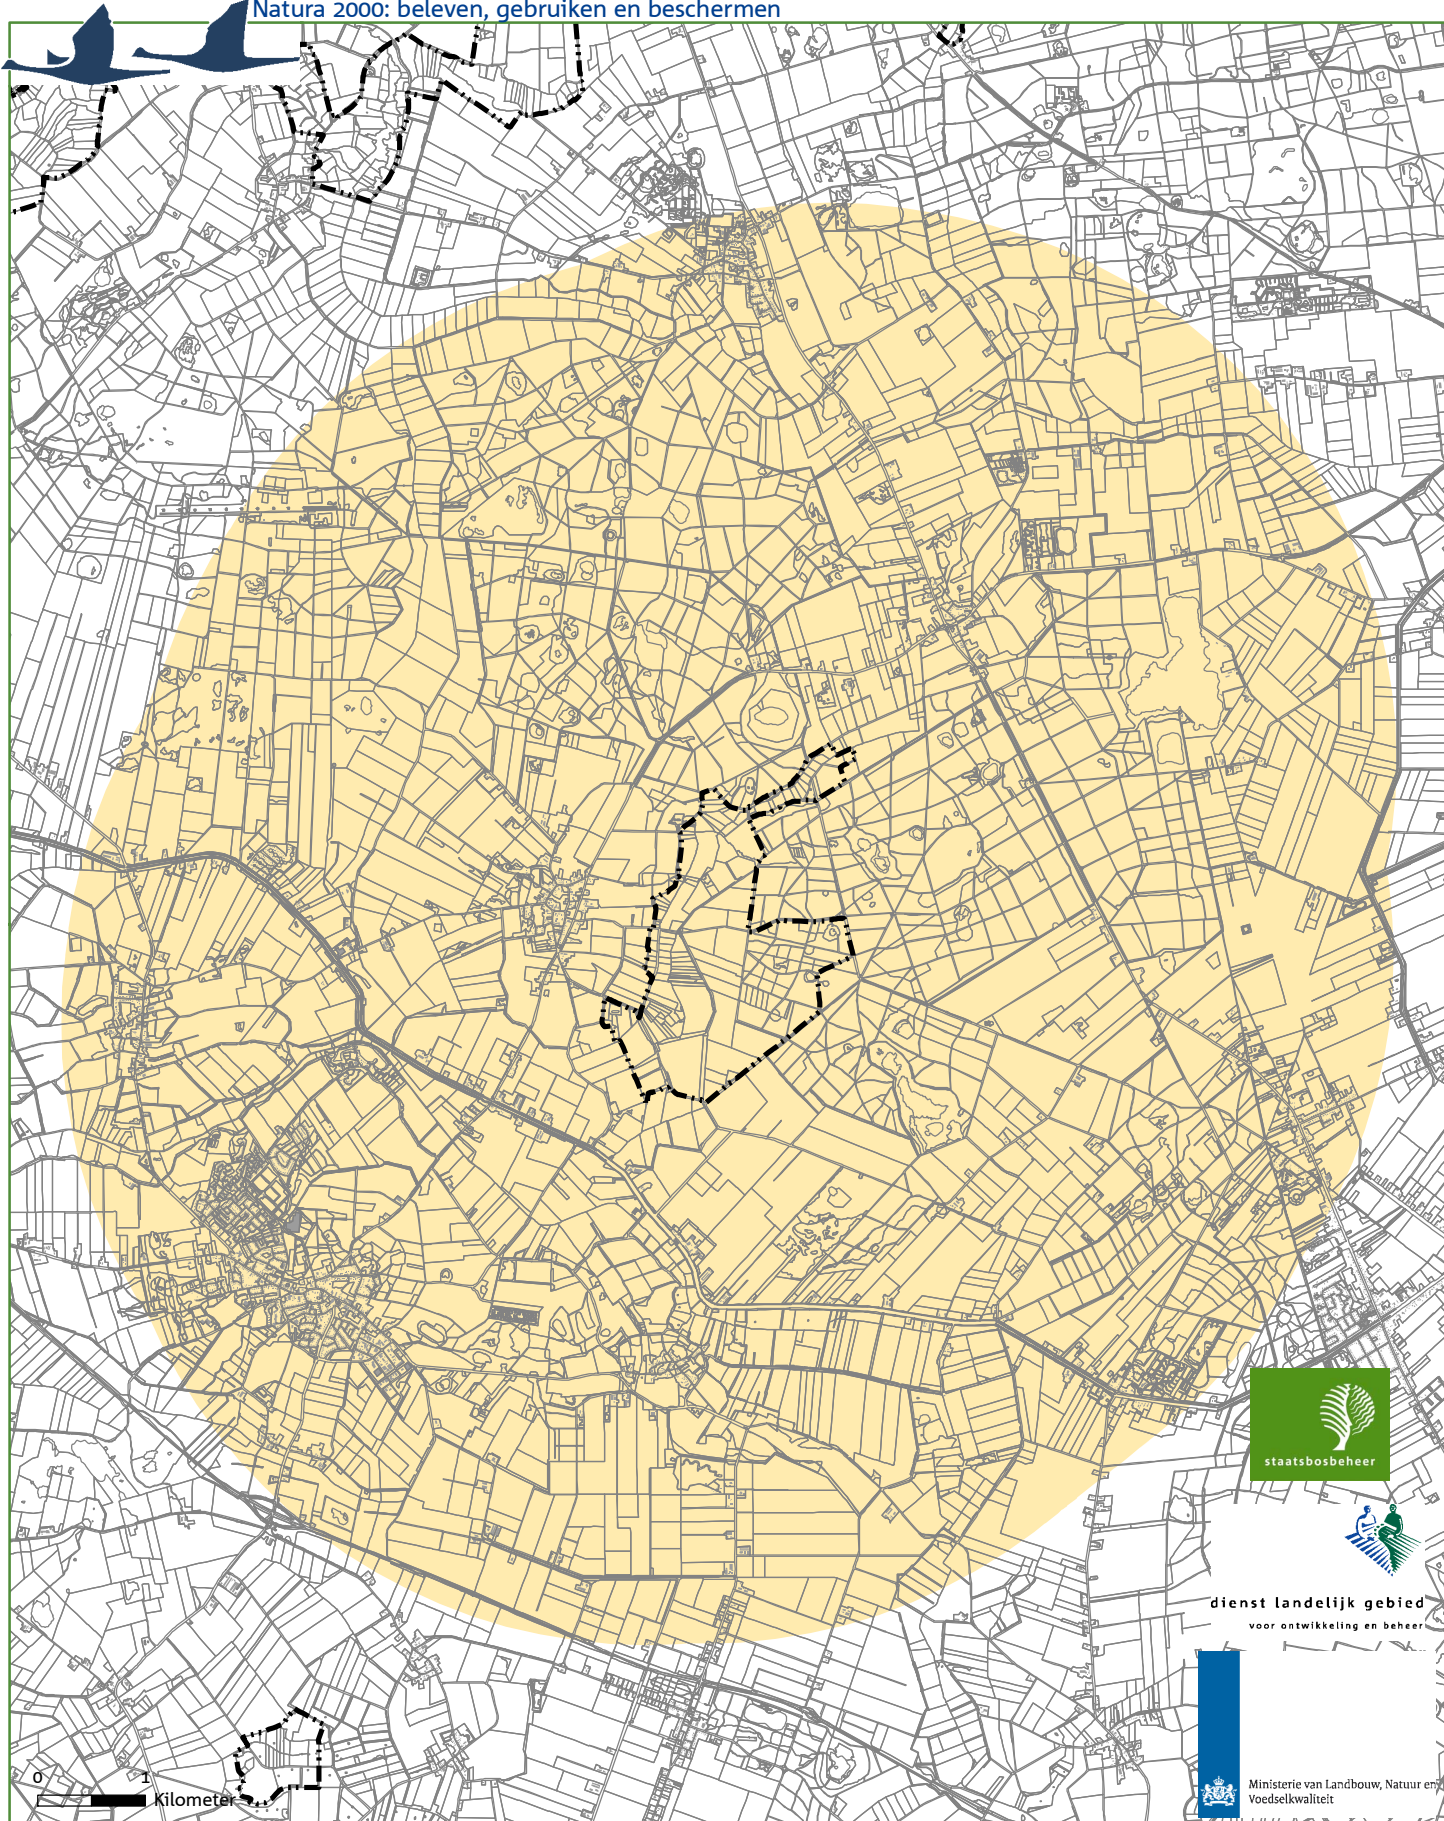 Natura 2000: beleven, gebruiken en beschermen
staatsbosbeheer
dienst landelijk gebied
voor ontwikkeling en beheer
Ministerie van Landbouw, Natuur en
Voedselkwaliteit
0 1
Kilometer